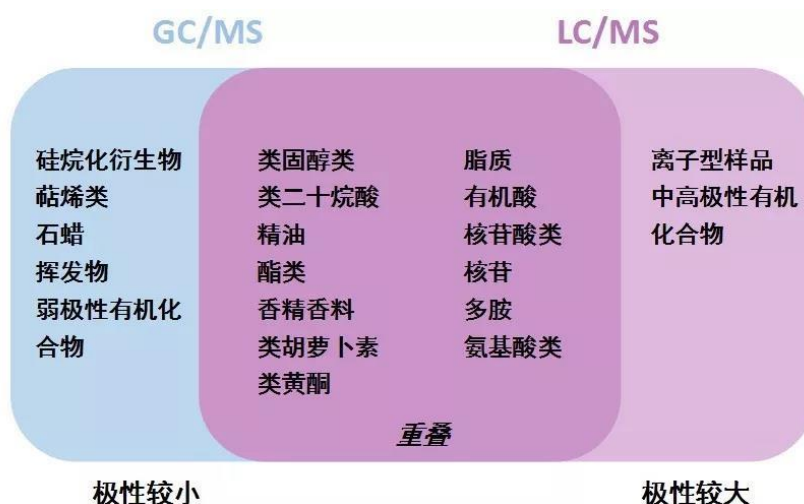 GC/MS
LC/MS
硅烷化衍生物
萜烯类
石蜡
挥发物
弱极性有机化
合物
类固醇类
类二十烷酸
精油
酯类
香精香料
类胡萝卜素
类黄酮
脂质
有机酸
核苷酸类
核苷
多胺
氨基酸类
离子型样品
中高极性有机
化合物
重叠
极性较小
极性较大